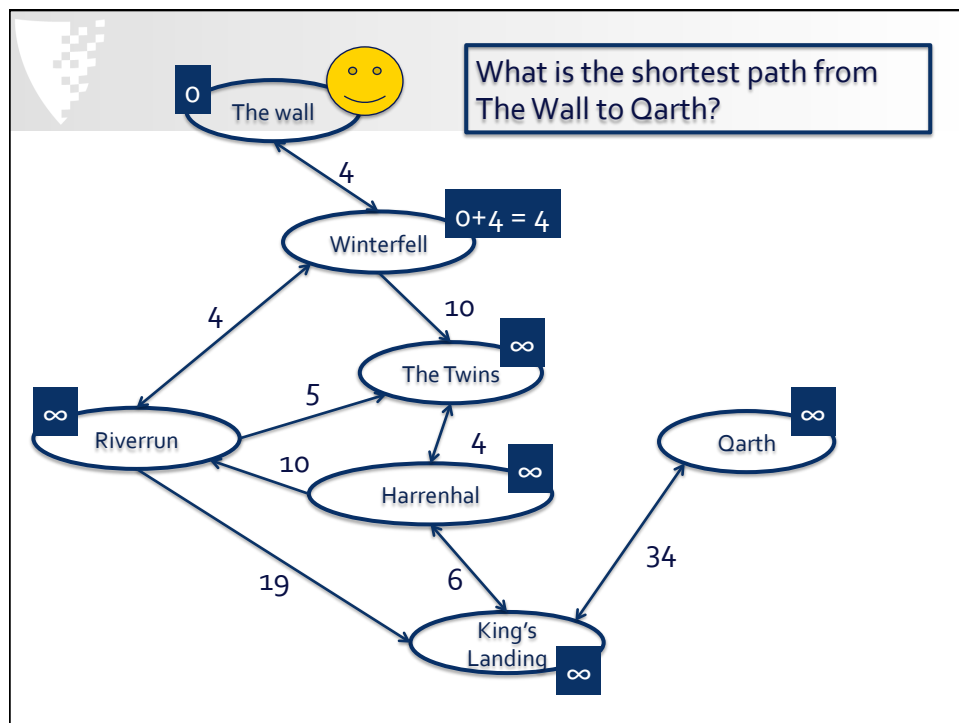 What is the shortest path from
The Wall to Qarth?
0
The wall
4
0+4 = 4
Winterfell
4
10
∞
The Twins
∞
Riverrun
5
∞
Qarth
4
10
∞
Harrenhal
34
19
6
King's
Landing
∞